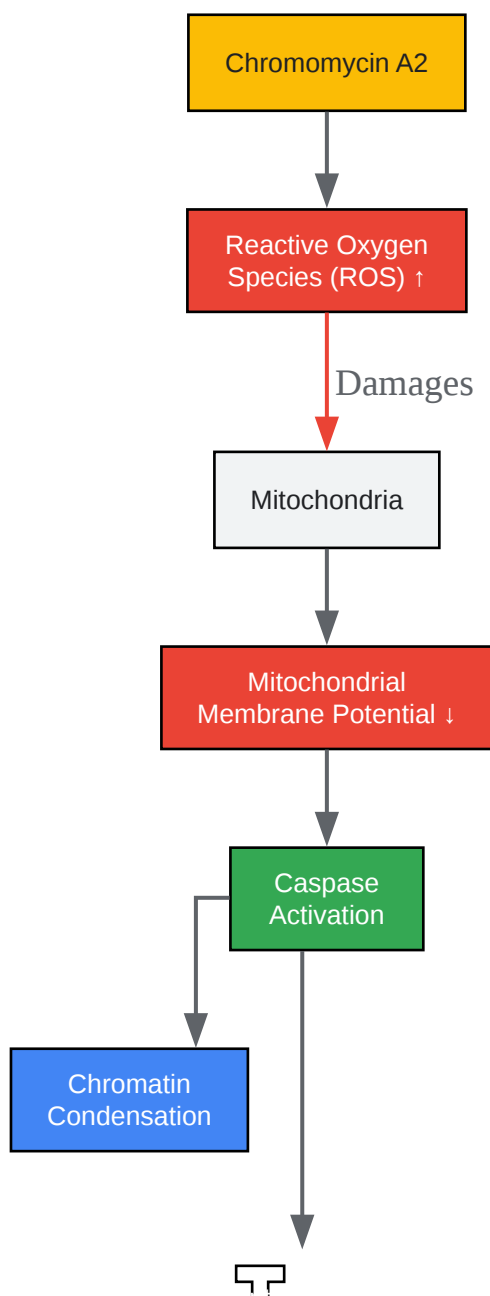 Chromomycin A2
Reactive Oxygen
Species (ROS) ↑
Damages
Mitochondria
Mitochondrial
Membrane Potential ↓
Caspase
Activation
Chromatin
Condensation